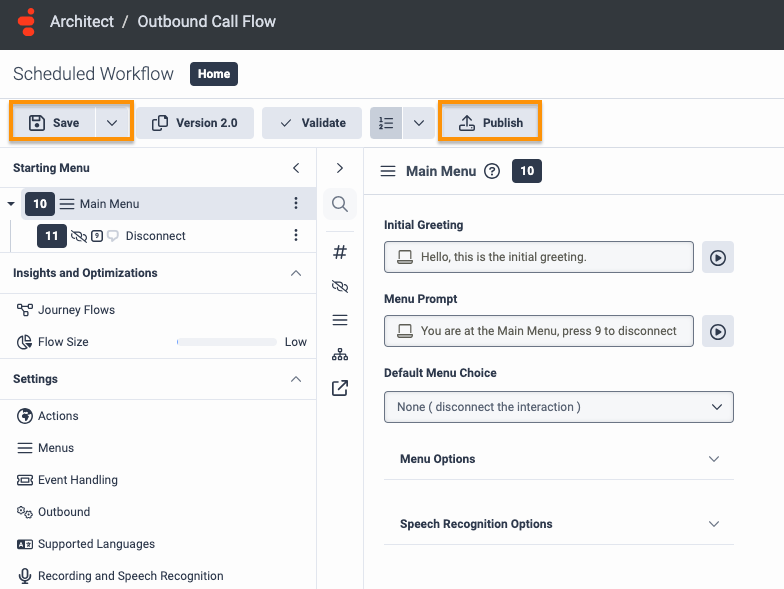 Architect / Outbound Call Flow
Scheduled Workflow Home
Save Version 2.0 Validate Publish
Starting Menu
10 Main Menu
11 9 Disconnect
Insights and Optimizations
Journey Flows
Flow Size Low
Settings
Actions
Menus
Event Handling
Outbound
Supported Languages
Recording and Speech Recognition
Main Menu ? 10
Initial Greeting
Hello, this is the initial greeting.
Menu Prompt
You are at the Main Menu, press 9 to disconnect
Default Menu Choice
None ( disconnect the interaction )
Menu Options
Speech Recognition Options